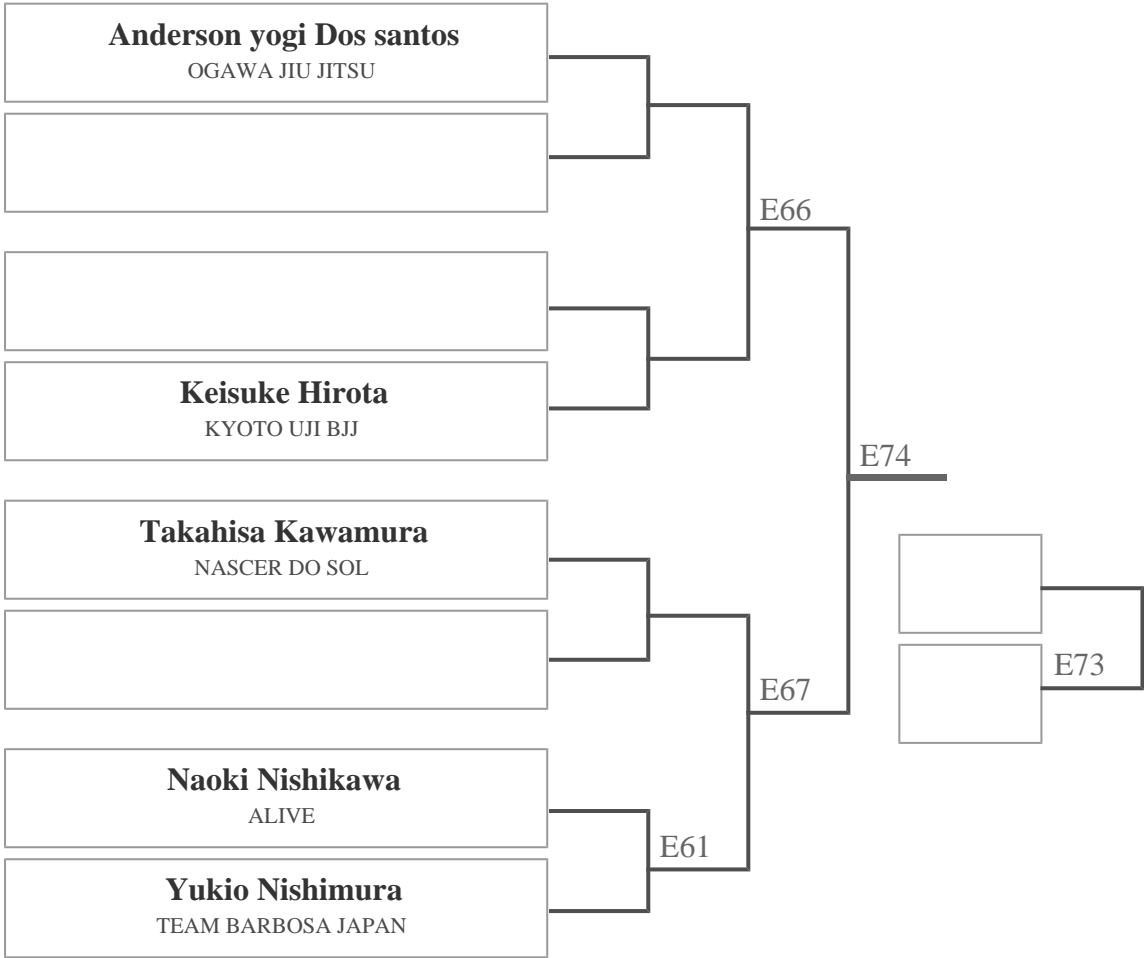 Anderson yogi Dos santos
OGAWA JIU JITSU
E66
Keisuke Hirota
KYOTO UJI BJJ
E74
Takahisa Kawamura
NASCER DO SOL
E73
E67
Naoki Nishikawa
ALIVE
E61
Yukio Nishimura
TEAM BARBOSA JAPAN